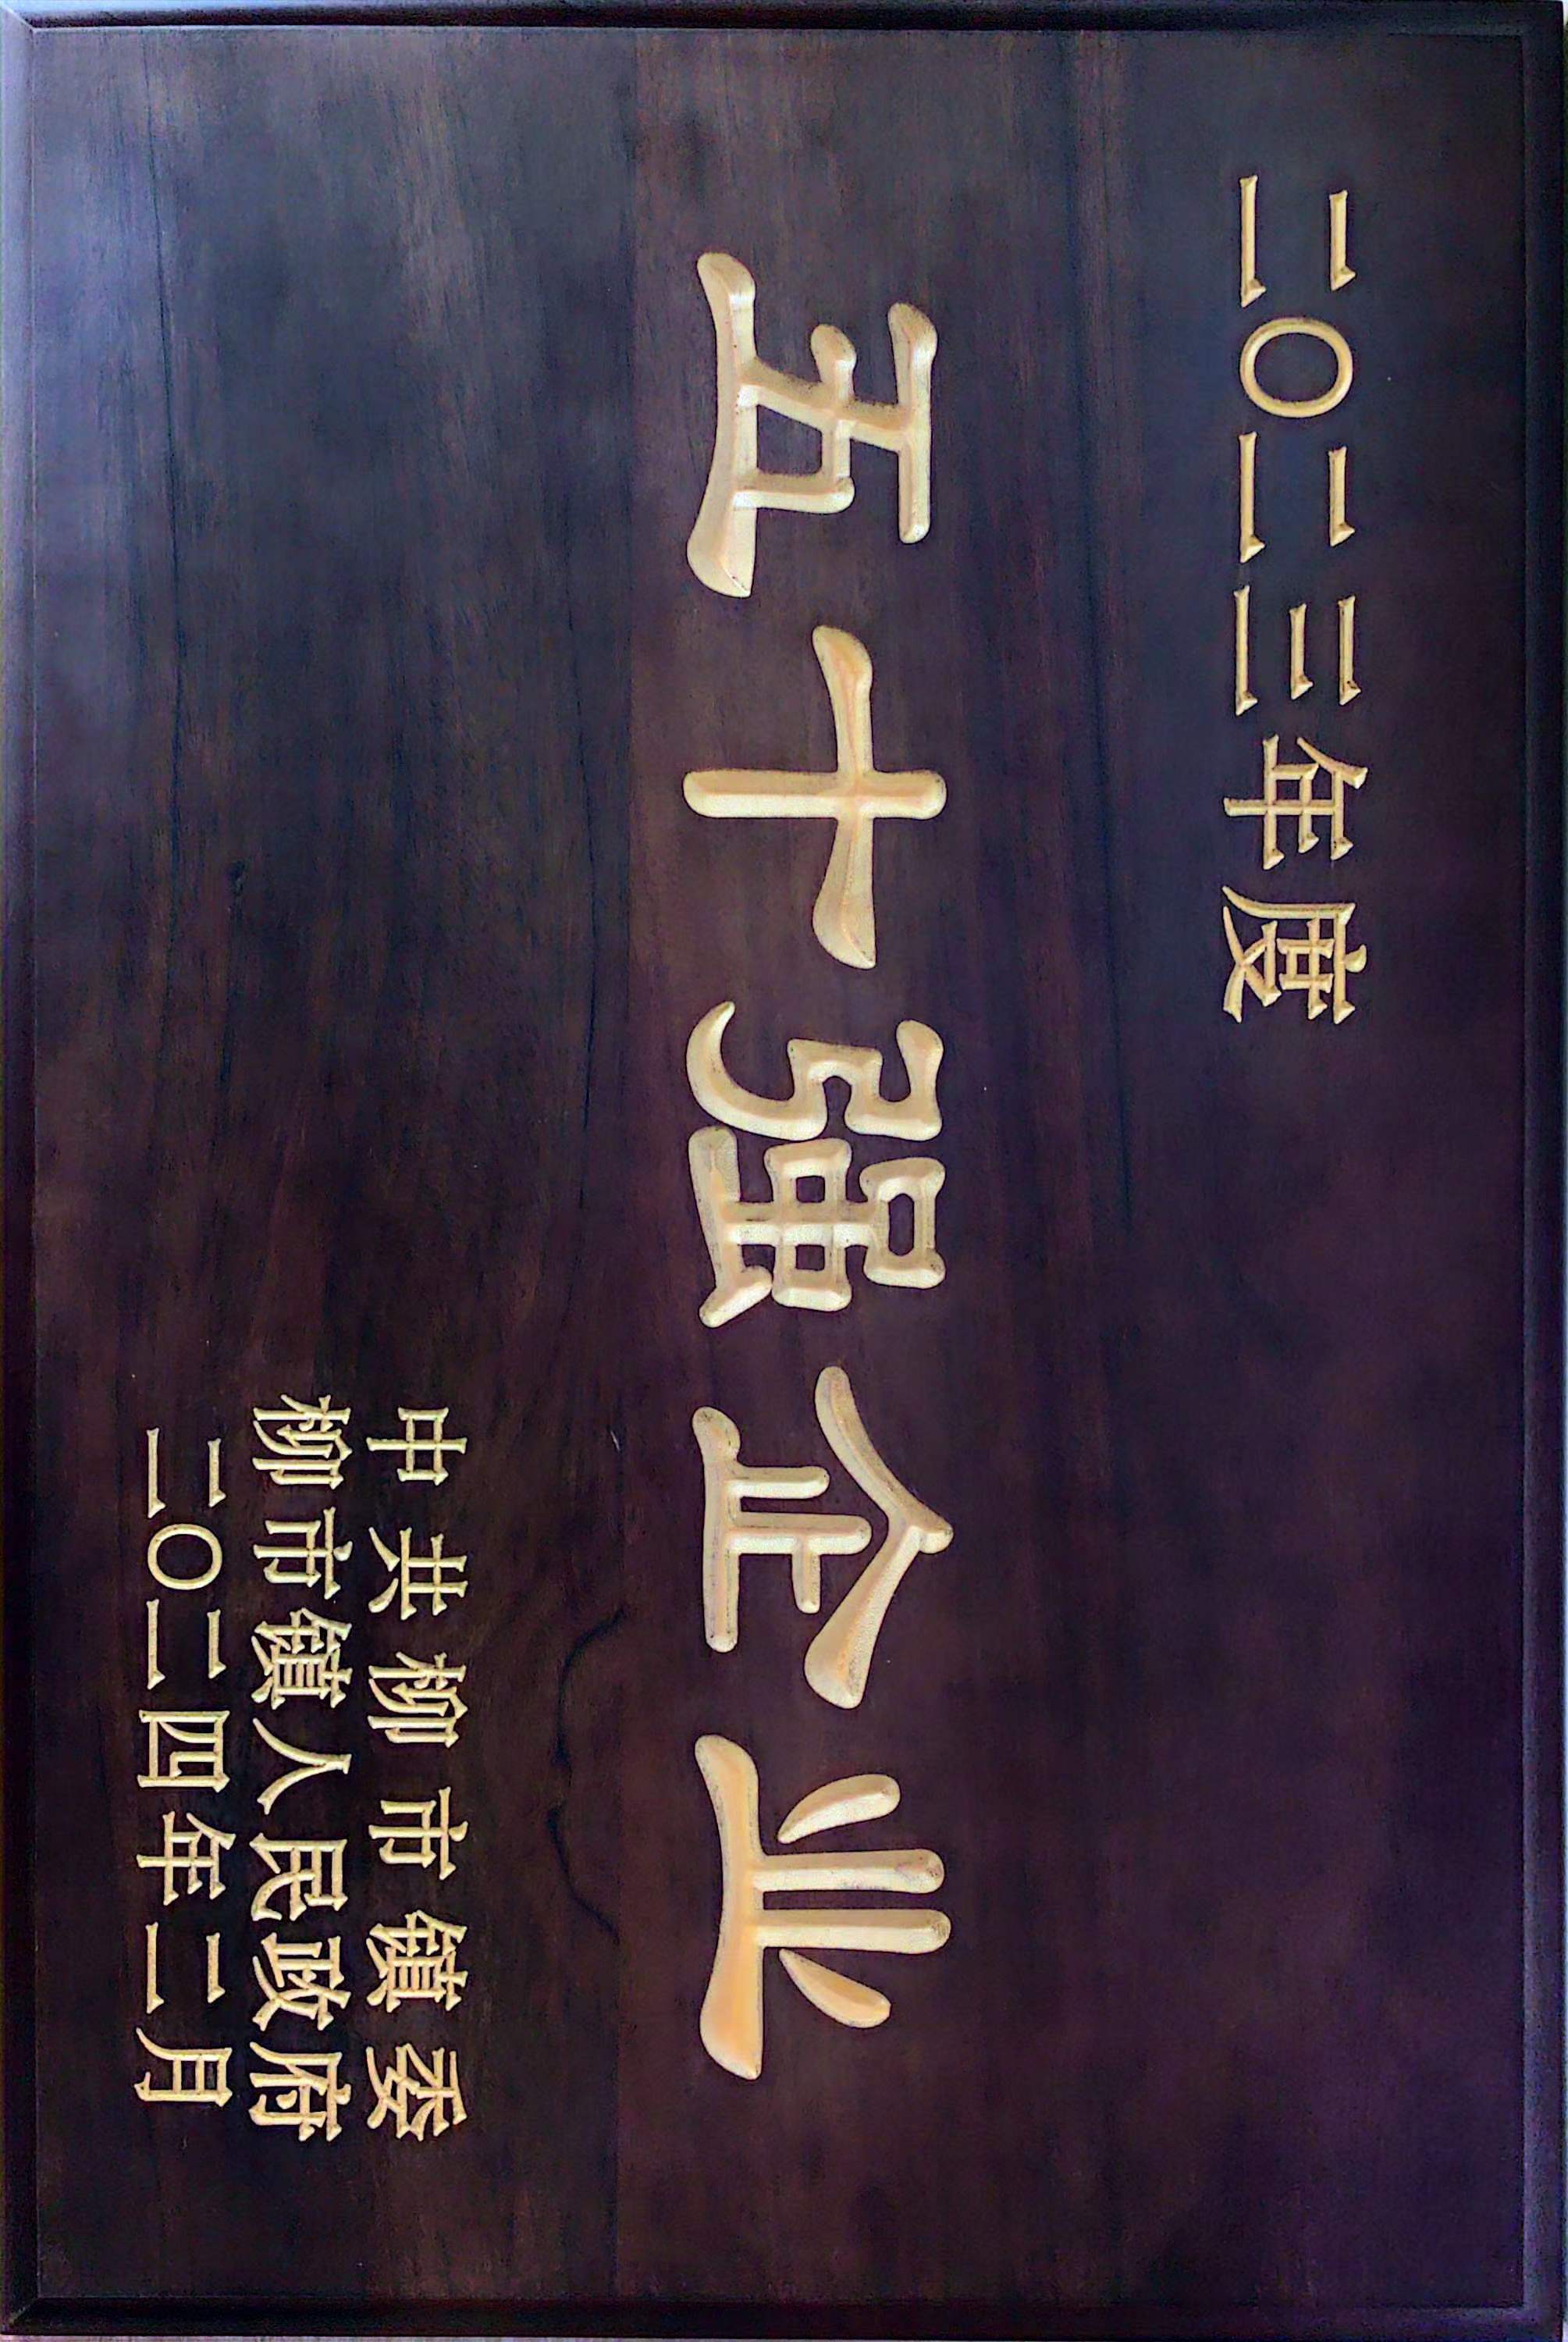 二〇二三年度
五十强企业
中共柳市镇委
柳市镇人民政府
二〇二四年二月